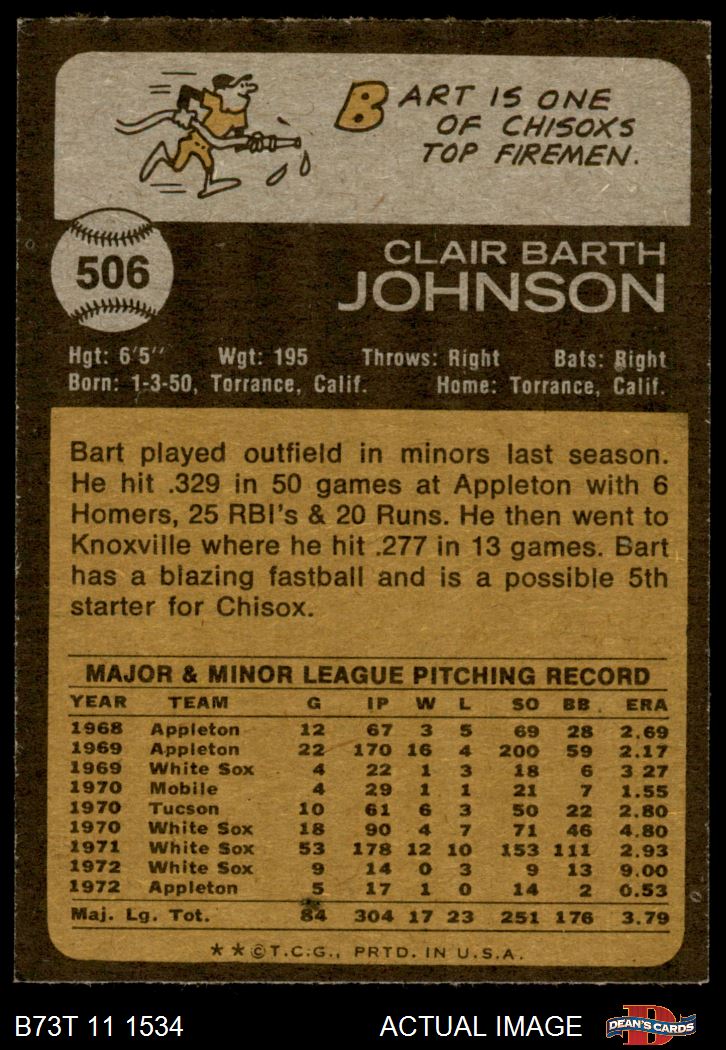 BART IS ONE
OF CHISOXS
TOP FIREMEN.
506
CLAIR BARTH
JOHNSON
Hgt: 6'5'' Wgt: 195 Throws: Right Bats: Right
Born: 1-3-50, Torrance, Calif. Home: Torrance, Calif.
Bart played outfield in minors last season.
He hit .329 in 50 games at Appleton with 6
Homers, 25 RBI's & 20 Runs. He then went to
Knoxville where he hit .277 in 13 games. Bart
has a blazing fastball and is a possible 5th
starter for Chisox.
MAJOR & MINOR LEAGUE PITCHING RECORD
YEAR TEAM G IP W L SO BB ERA
1968 Appleton 12 67 3 5 69 28 2.69
1969 Appleton 22 170 16 4 200 59 2.17
1969 White Sox 4 22 1 3 18 6 3 27
1970 Mobile 4 29 1 1 21 7 1.55
1970 Tucson 10 61 6 3 50 22 2.80
1970 White Sox 18 90 4 7 71 46 4.80
1971 White Sox 53 178 12 10 153 111 2.93
1972 White Sox 9 14 0 3 9 13 9.00
1972 Appleton 5 17 1 0 14 2 0.53
Maj. Lg. Tot. 84 304 17 23 251 176 3.79
**©T.C.G., PRTD. IN U.S.A.
B73T 11 1534 ACTUAL IMAGE D DEAN'S CARDS